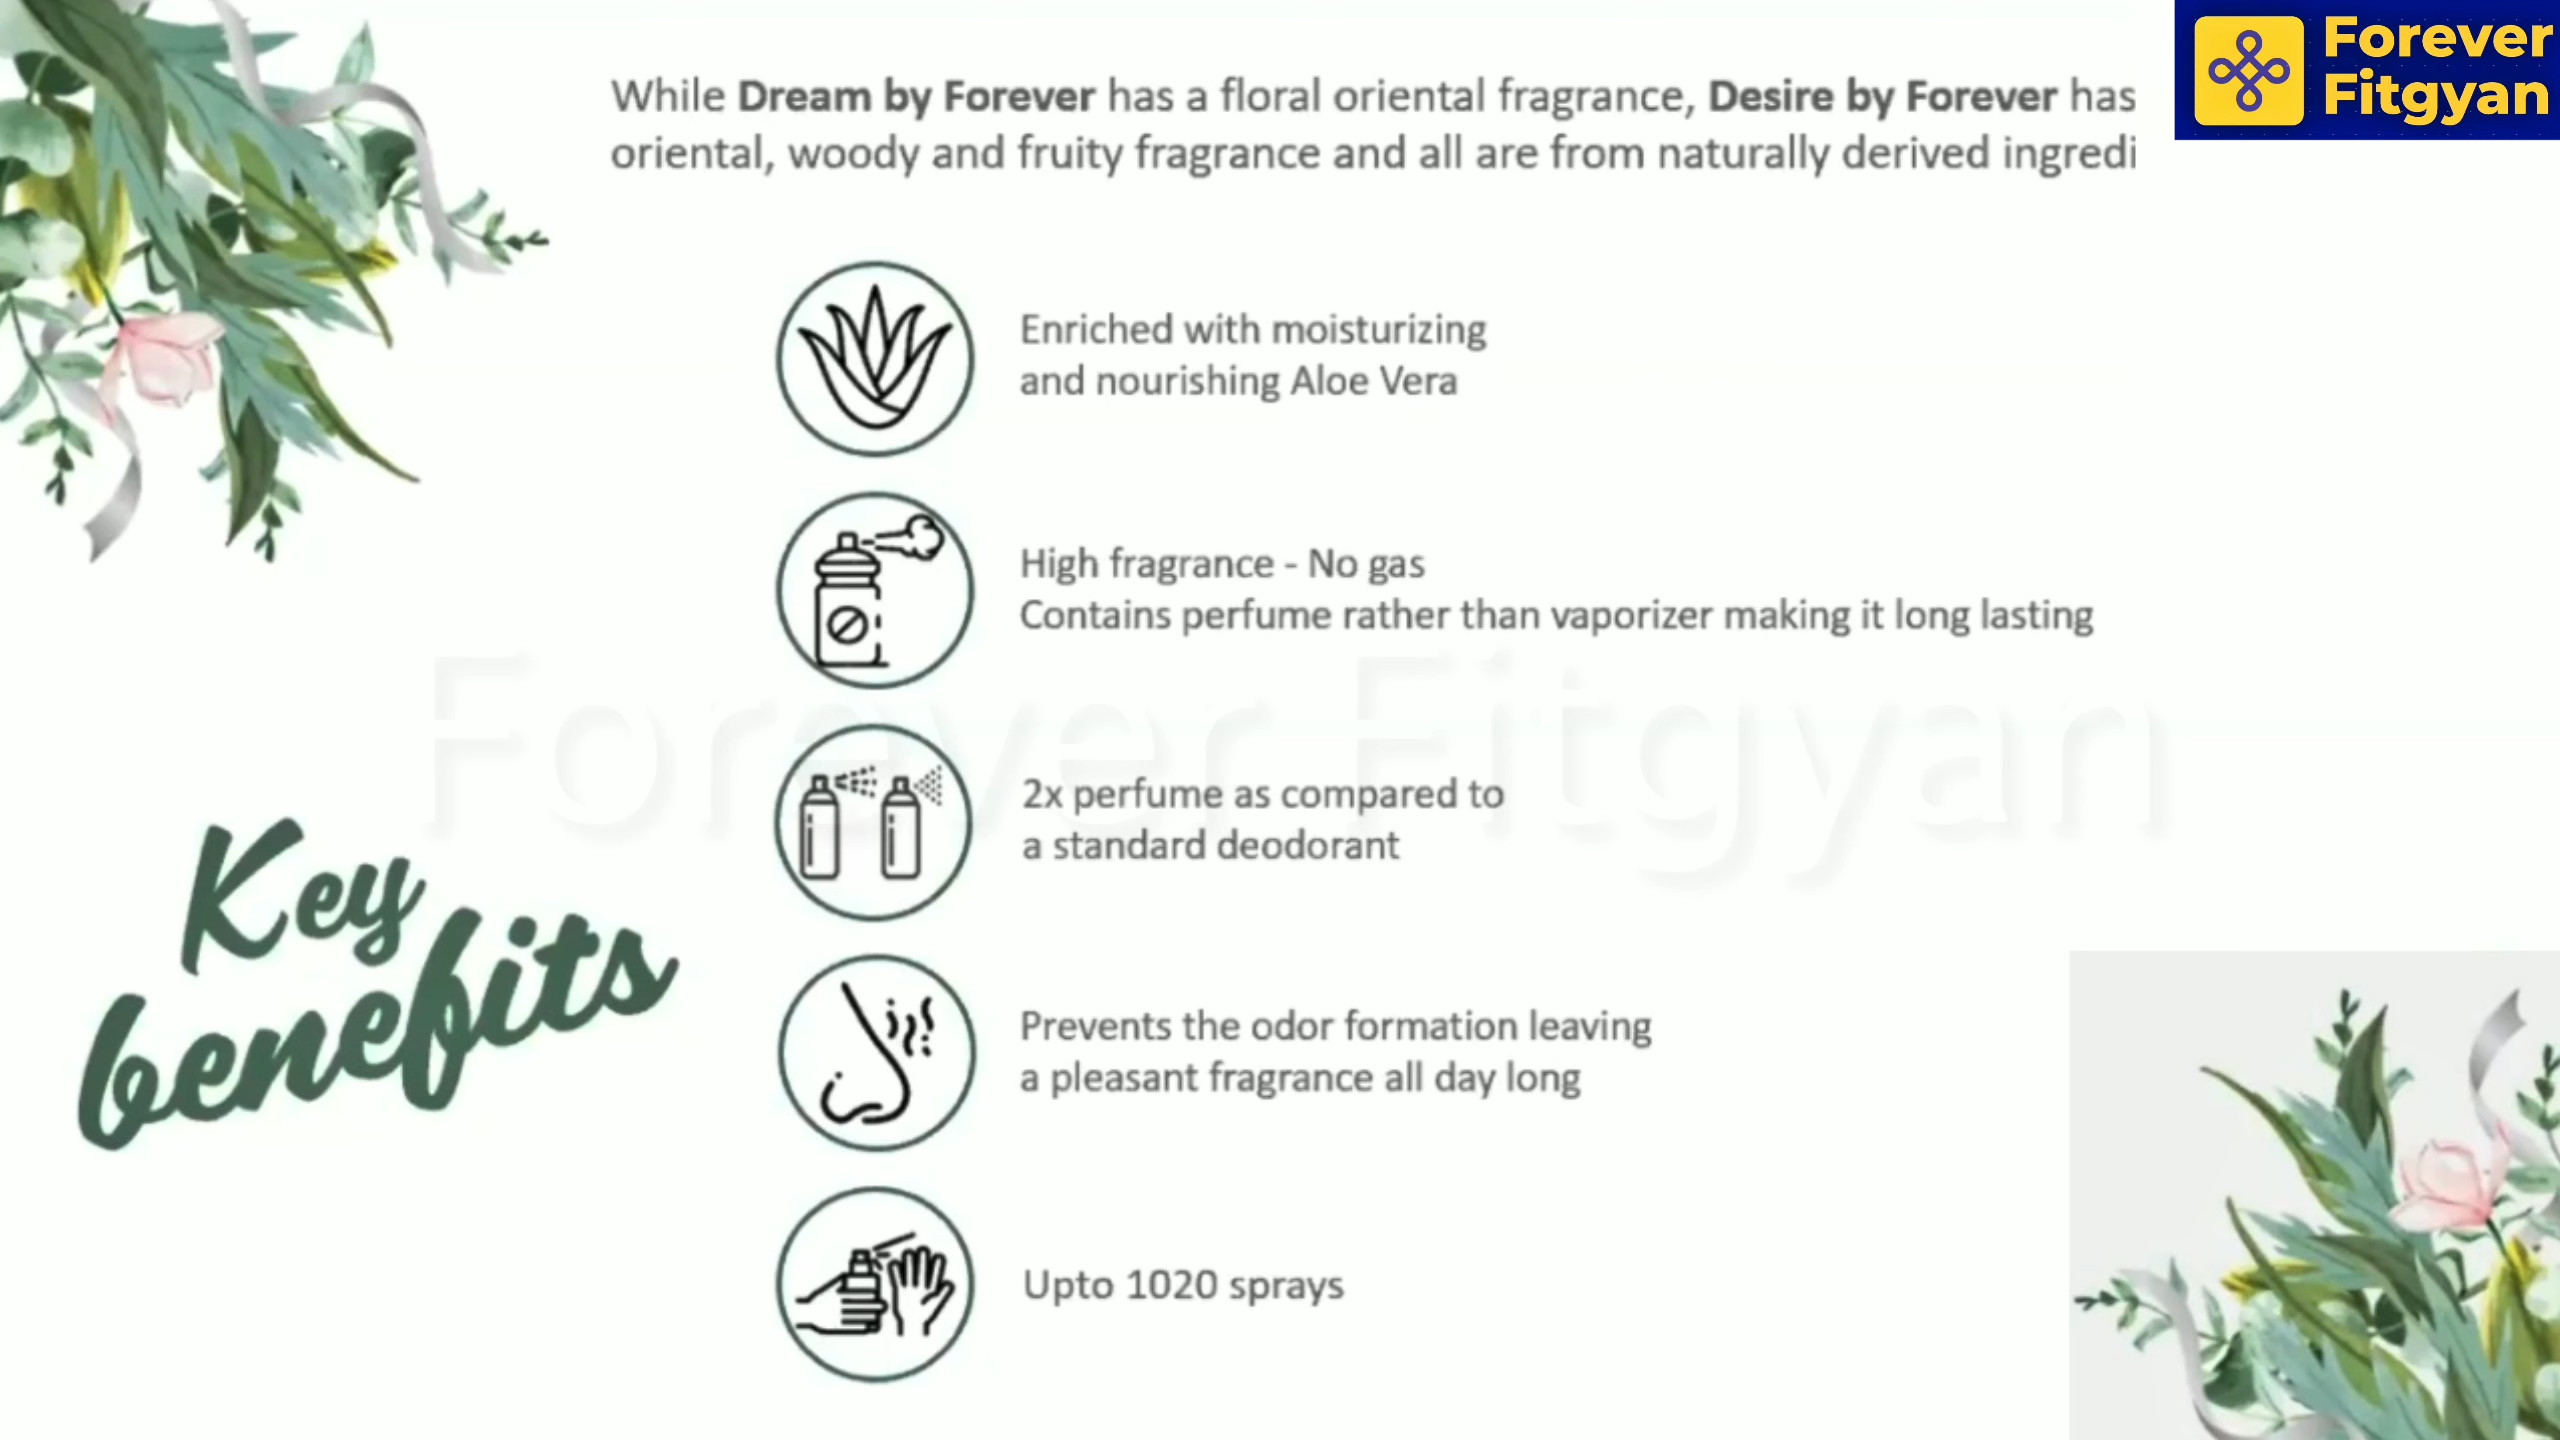 Forever
Fitgyan
While Dream by Forever has a floral oriental fragrance, Desire by Forever has
oriental, woody and fruity fragrance and all are from naturally derived ingredi
Enriched with moisturizing
and nourishing Aloe Vera
High fragrance - No gas
Contains perfume rather than vaporizer making it long lasting
Forever Fitgyan
2x perfume as compared to
a standard deodorant
Key
benefits
Prevents the odor formation leaving
a pleasant fragrance all day long
Upto 1020 sprays